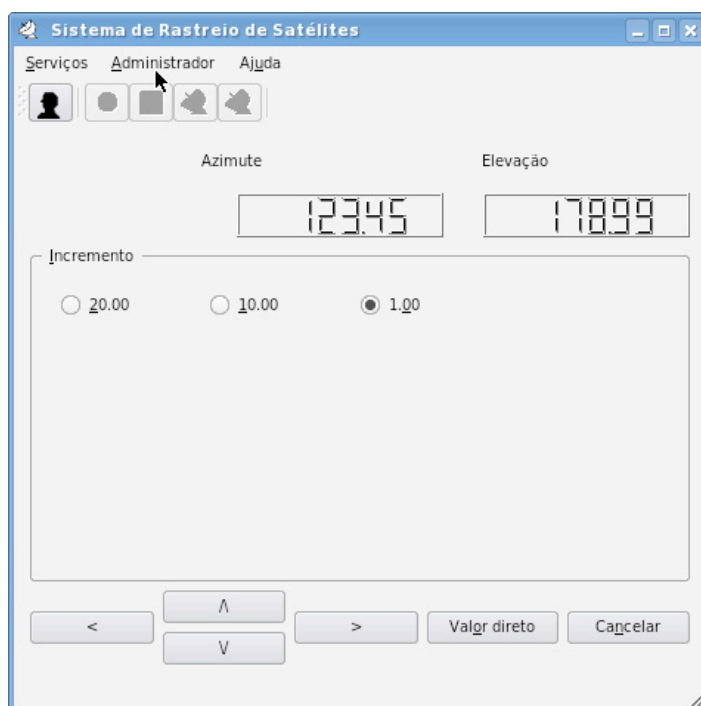 Sistema de Rastreio de Satélites
Serviços Administrador Ajuda
Azimute Elevação
123.45 178.99
Incremento
20.00 10.00 1.00
< Λ > Valor direto Cancelar
V